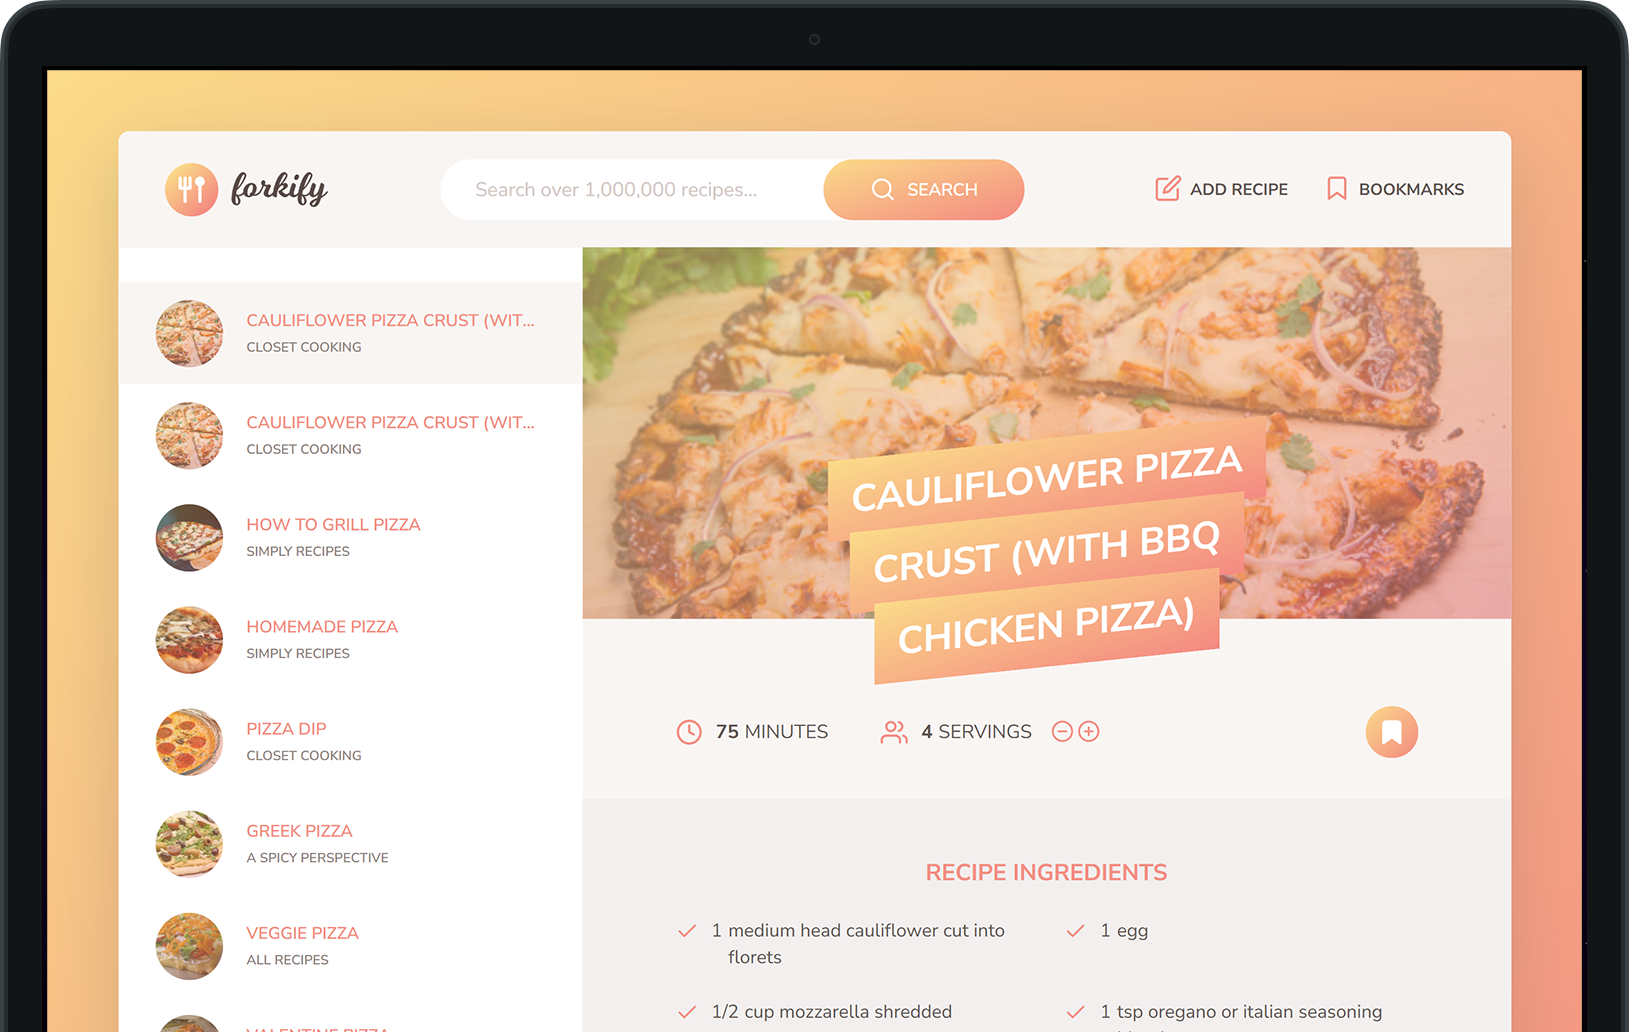 forkify
Search over 1,000,000 recipes...
SEARCH
ADD RECIPE
BOOKMARKS
CAULIFLOWER PIZZA CRUST (WIT...
CLOSET COOKING
CAULIFLOWER PIZZA CRUST (WIT...
CLOSET COOKING
HOW TO GRILL PIZZA
SIMPLY RECIPES
HOMEMADE PIZZA
SIMPLY RECIPES
PIZZA DIP
CLOSET COOKING
GREEK PIZZA
A SPICY PERSPECTIVE
VEGGIE PIZZA
ALL RECIPES
VALENTINE PIZZA
CAULIFLOWER PIZZA
CRUST (WITH BBQ
CHICKEN PIZZA)
75 MINUTES
4 SERVINGS
RECIPE INGREDIENTS
1 medium head cauliflower cut into
florets
1 egg
1/2 cup mozzarella shredded
1 tsp oregano or italian seasoning